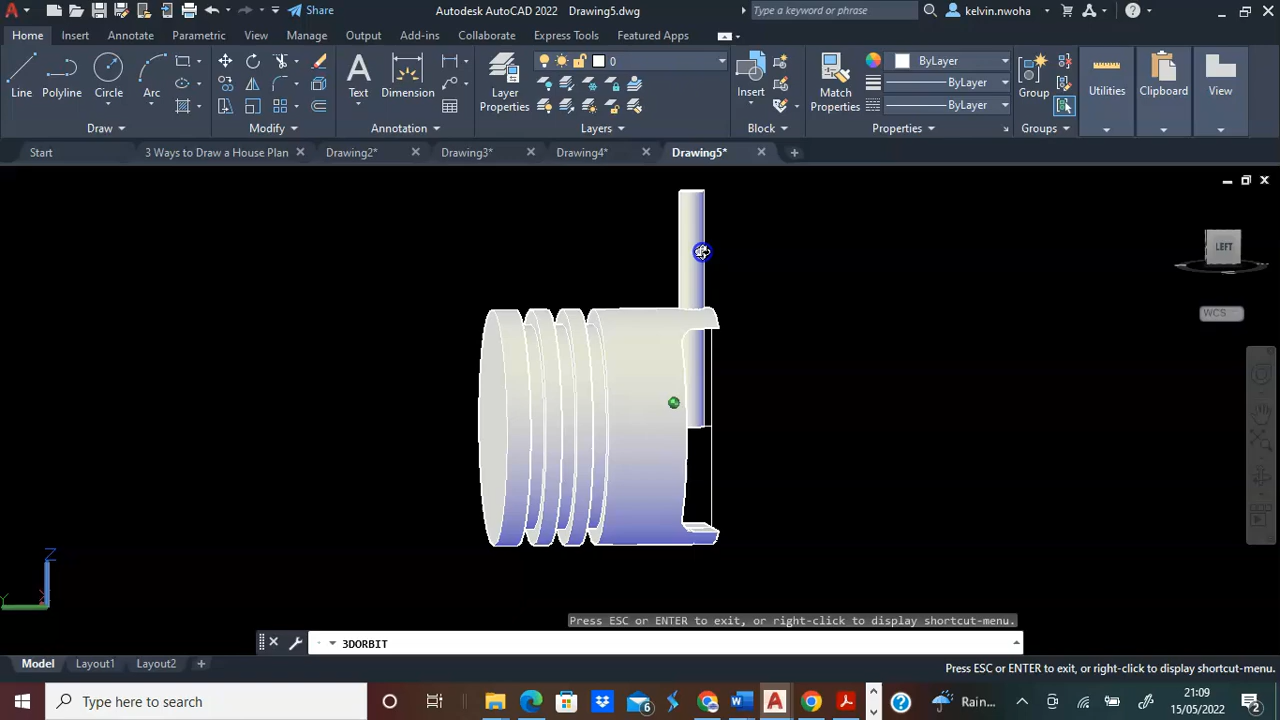 Share
Autodesk AutoCAD 2022 Drawing5.dwg
Type a keyword or phrase
kelvin.nwoha
Home Insert Annotate Parametric View Manage Output Add-ins Collaborate Express Tools Featured Apps
Line Polyline Circle Arc
Text Dimension
Layer Properties
0
Insert
Match Properties
ByLayer
ByLayer
ByLayer
Group
Utilities Clipboard View
Draw Modify Annotation Layers Block Properties Groups
Start 3 Ways to Draw a House Plan Drawing2* Drawing3* Drawing4* Drawing5*
LEFT
WCS
Z
Y
X
Press ESC or ENTER to exit, or right-click to display shortcut-menu.
3DORBIT
Model Layout1 Layout2
Press ESC or ENTER to exit, or right-click to display shortcut-menu.
Type here to search
6
Rain...
21:09
15/05/2022
2